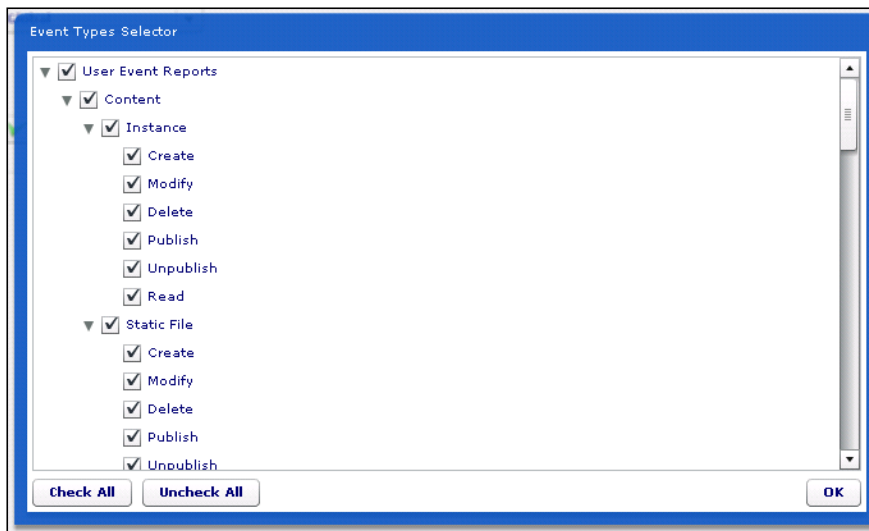 Event Types Selector
User Event Reports
Content
Instance
Create
Modify
Delete
Publish
Unpublish
Read
Static File
Create
Modify
Delete
Publish
Unpublish
Check All Uncheck All OK